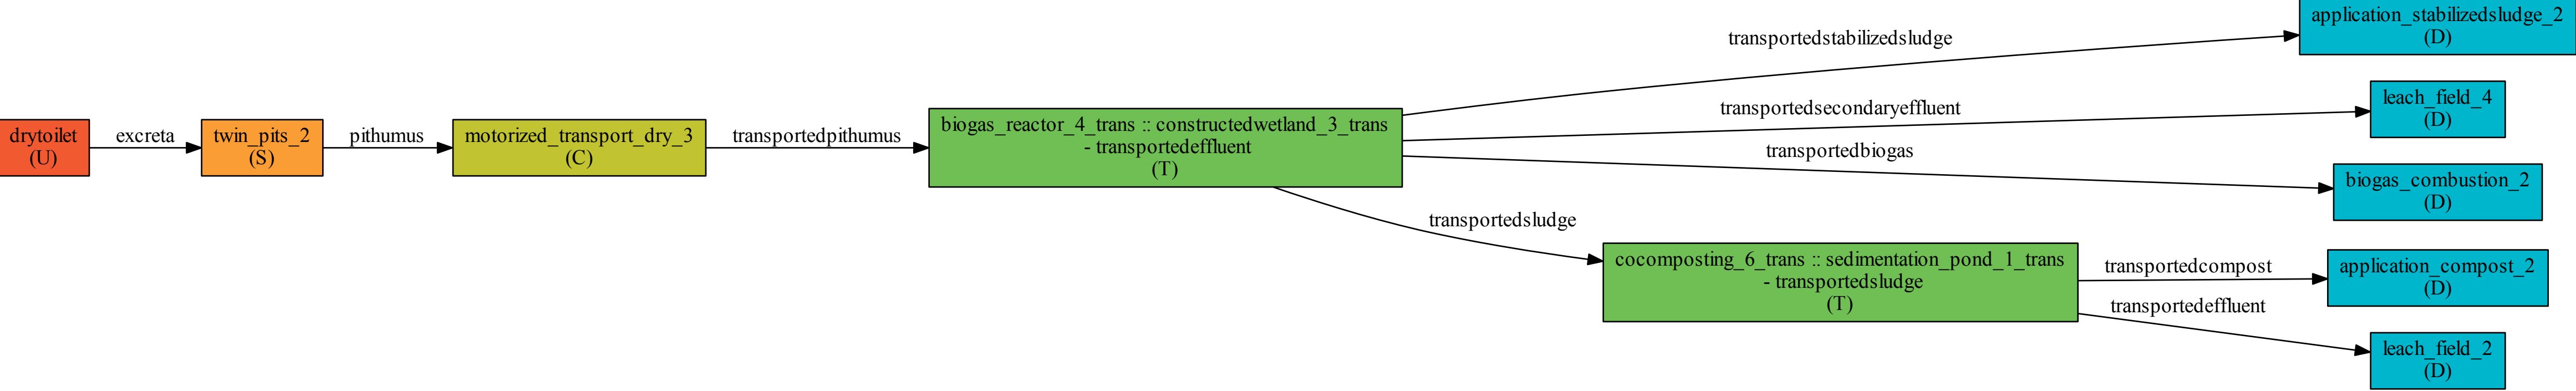 drytoilet
(U)
excreta
twin_pits_2
(S)
pithumus
motorized_transport_dry_3
(C)
transportedpithumus
biogas_reactor_4_trans :: constructedwetland_3_trans
- transportedeffluent
(T)
transportedstabilizedsludge
application_stabilizedsludge_2
(D)
transportedsecondaryeffluent
leach_field_4
(D)
transportedbiogas
biogas_combustion_2
(D)
transportedsludge
cocomposting_6_trans :: sedimentation_pond_1_trans
- transportedsludge
(T)
transportedcompost
application_compost_2
(D)
transportedeffluent
leach_field_2
(D)